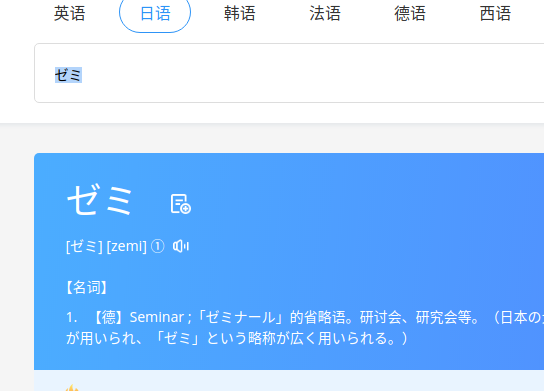 英语 日语 韩语 法语 德语 西语
ゼミ
ゼミ
[ゼミ] [zemi] ①
【名词】
1. 【德】Seminar ;「ゼミナール」的省略语。研讨会、研究会等。（日本の
が用いられ、「ゼミ」という略称が広く用いられる。）